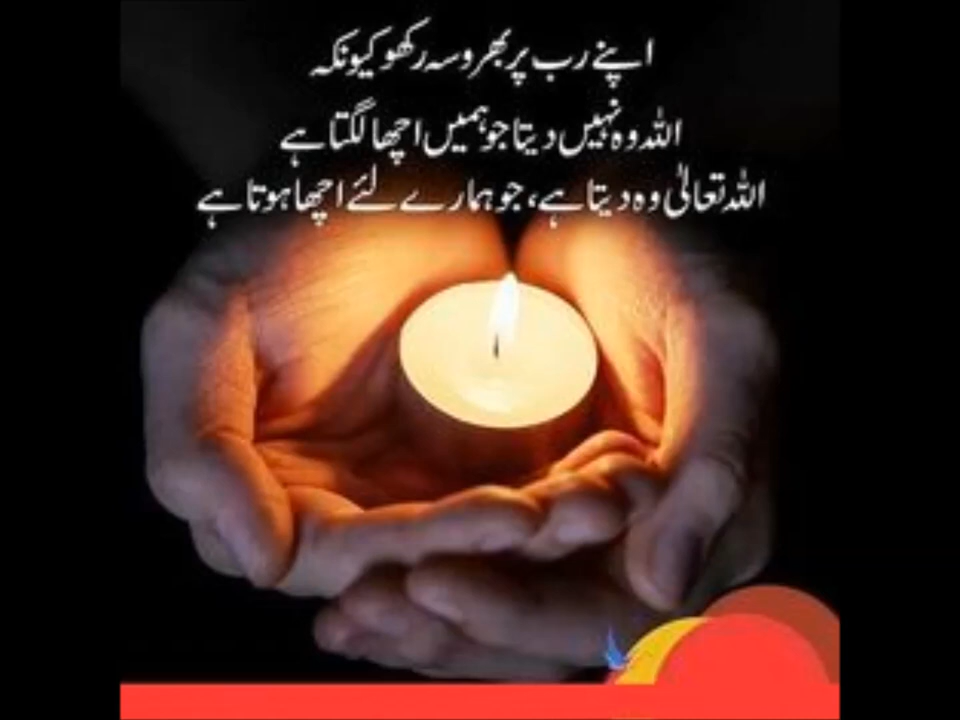 اپنے رب پر بھروسہ رکھو کیونکہ
اللہ وہ نہیں دیتا جو ہمیں اچھا لگتا ہے
اللہ تعالیٰ وہ دیتا ہے، جو ہمارے لئے اچھا ہوتا ہے